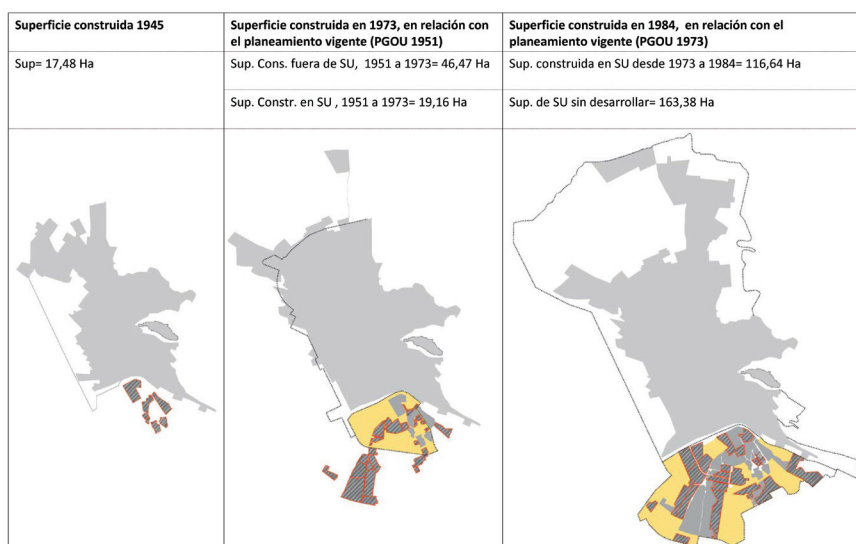 Superficie construida 1945
Superficie construida en 1973, en relación con
el planeamiento vigente (PGOU 1951)
Superficie construida en 1984, en relación con el
planeamiento vigente (PGOU 1973)
Sup= 17,48 Ha
Sup. Cons. fuera de SU, 1951 a 1973= 46,47 Ha
Sup. construida en SU desde 1973 a 1984= 116,64 Ha
Sup. Constr. en SU , 1951 a 1973= 19,16 Ha
Sup. de SU sin desarrollar= 163,38 Ha